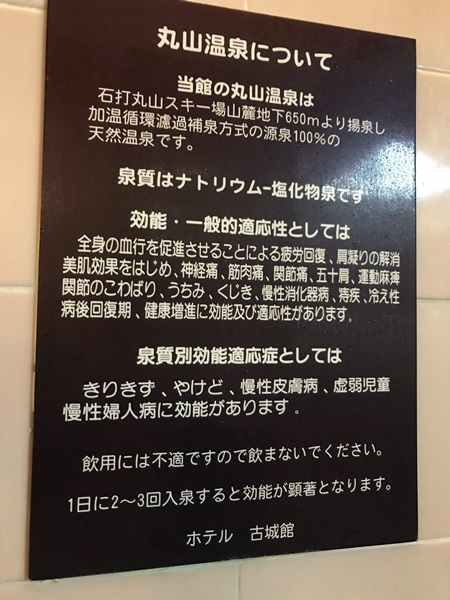 丸山温泉について
当館の丸山温泉は
石打丸山スキー場山麓地下650mより揚泉し
加温循環濾過補泉方式の源泉100%の
天然温泉です。
泉質はナトリウム-塩化物泉です
効能・一般的適応性としては
全身の血行を促進させることによる疲労回復、肩凝りの解消
美肌効果をはじめ、神経痛、筋肉痛、関節痛、五十肩、運動麻痺
関節のこわばり、うちみ、くじき、慢性消化器病、痔疾、冷え性
病後回復期、健康増進に効能及び適応性があります。
泉質別効能適応症としては
きりきず、やけど、慢性皮膚病、虚弱児童
慢性婦人病に効能があります。
飲用には不適ですので飲まないでください。
1日に2〜3回入泉すると効能が顕著となります。
ホテル 古城館